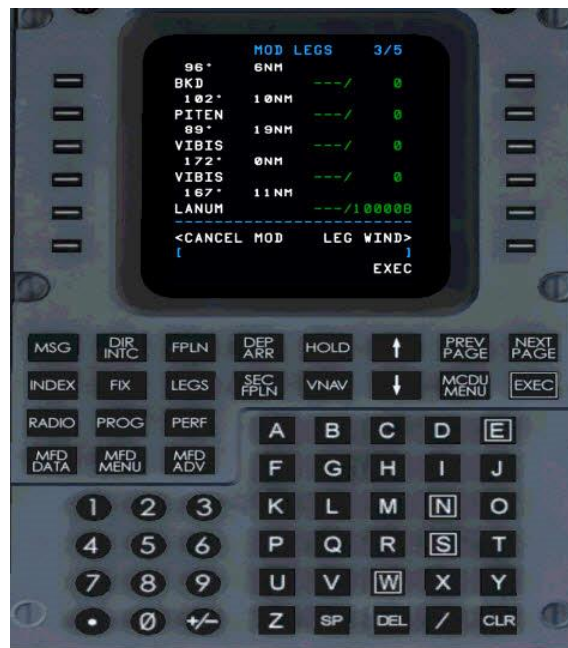 MOD LEGS 3/5
96° 6NM
BKD ---/ 0
102° 10NM
PITEN ---/ 0
89° 19NM
VIBIS ---/ 0
172° 0NM
VIBIS ---/ 0
167° 11NM
LANUM ---/10000B
------------------------
<CANCEL MOD LEG WIND>
[ ]
EXEC
MSG DIR INTC FPLN DEP ARR HOLD ↑ PREV PAGE NEXT PAGE
INDEX FIX LEGS SEC FPLN VNAV ↓ MCDU MENU EXEC
RADIO PROG PERF
MFD DATA MFD MENU MFD ADV
A B C D E
F G H I J
1 2 3 K L M N O
4 5 6 P Q R S T
7 8 9 U V W X Y
• 0 +/- Z SP DEL / CLR